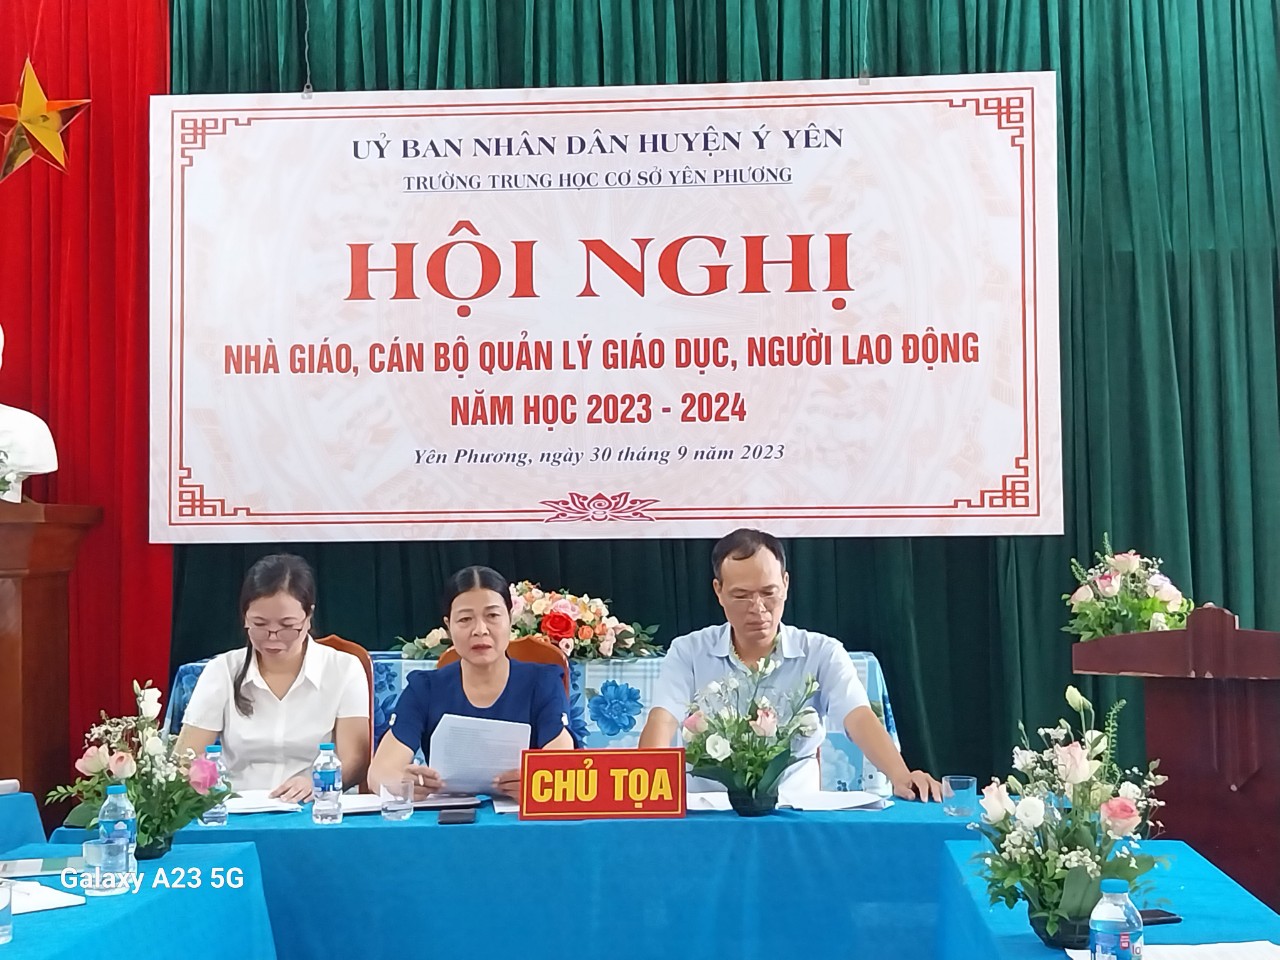 UỶ BAN NHÂN DÂN HUYỆN Ý YÊN
TRƯỜNG TRUNG HỌC CƠ SỞ YÊN PHƯƠNG
HỘI NGHỊ
NHÀ GIÁO, CÁN BỘ QUẢN LÝ GIÁO DỤC, NGƯỜI LAO ĐỘNG
NĂM HỌC 2023 - 2024
Yên Phương, ngày 30 tháng 9 năm 2023
CHỦ TỌA
Galaxy A23 5G